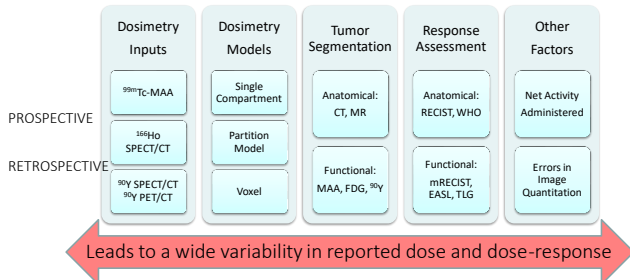 Dosimetry
Inputs
Dosimetry
Models
Tumor
Segmentation
Response
Assessment
Other
Factors
PROSPECTIVE
RETROSPECTIVE
⁹⁹ᵐTc-MAA
¹⁶⁶Ho
SPECT/CT
⁹⁰Y SPECT/CT
⁹⁰Y PET/CT
Single
Compartment
Partition
Model
Voxel
Anatomical:
CT, MR
Functional:
MAA, FDG, ⁹⁰Y
Anatomical:
RECIST, WHO
Functional:
mRECIST,
EASL, TLG
Net Activity
Administered
Errors in
Image
Quantitation
Leads to a wide variability in reported dose and dose-response